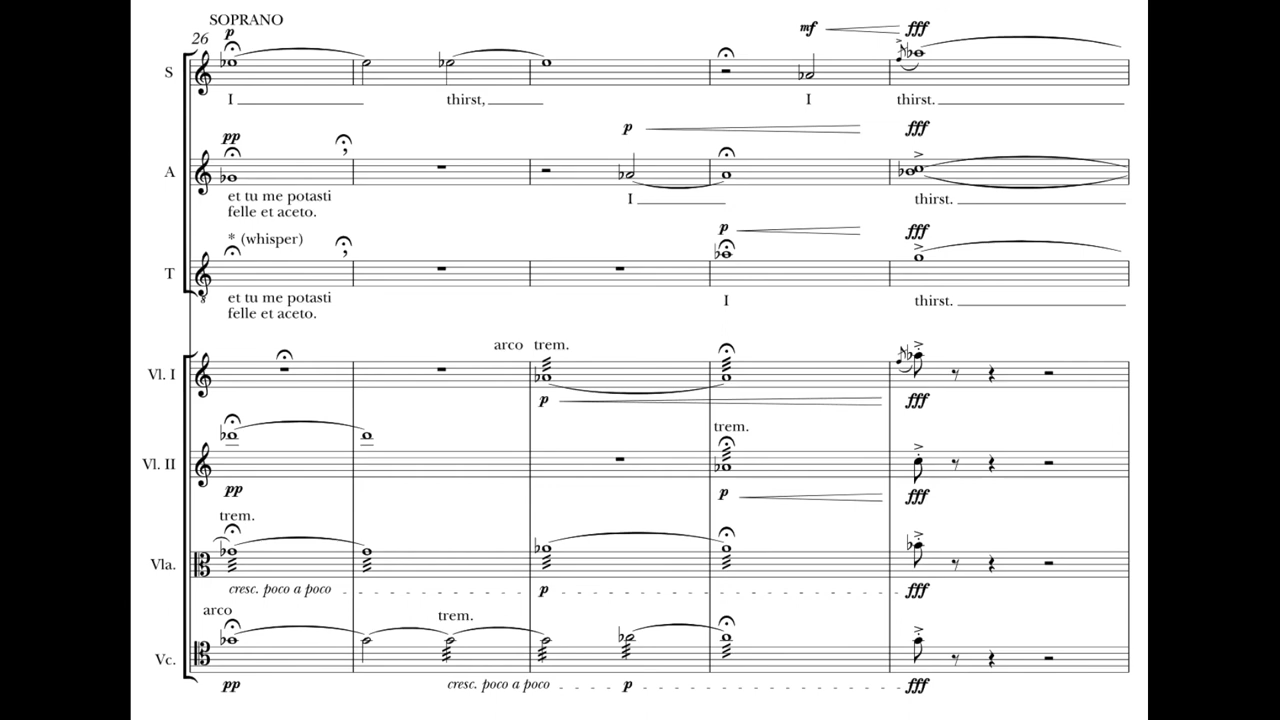 SOPRANO
p
mf fff
26
S
I thirst, I thirst.
pp
p fff
A
et tu me potasti I thirst.
felle et aceto.
* (whisper)
p fff
T
et tu me potasti I thirst.
felle et aceto.
arco trem.
Vl. I
p fff
trem.
Vl. II
pp p fff
trem.
Vla.
cresc. poco a poco p fff
arco trem.
Vc.
pp cresc. poco a poco p fff